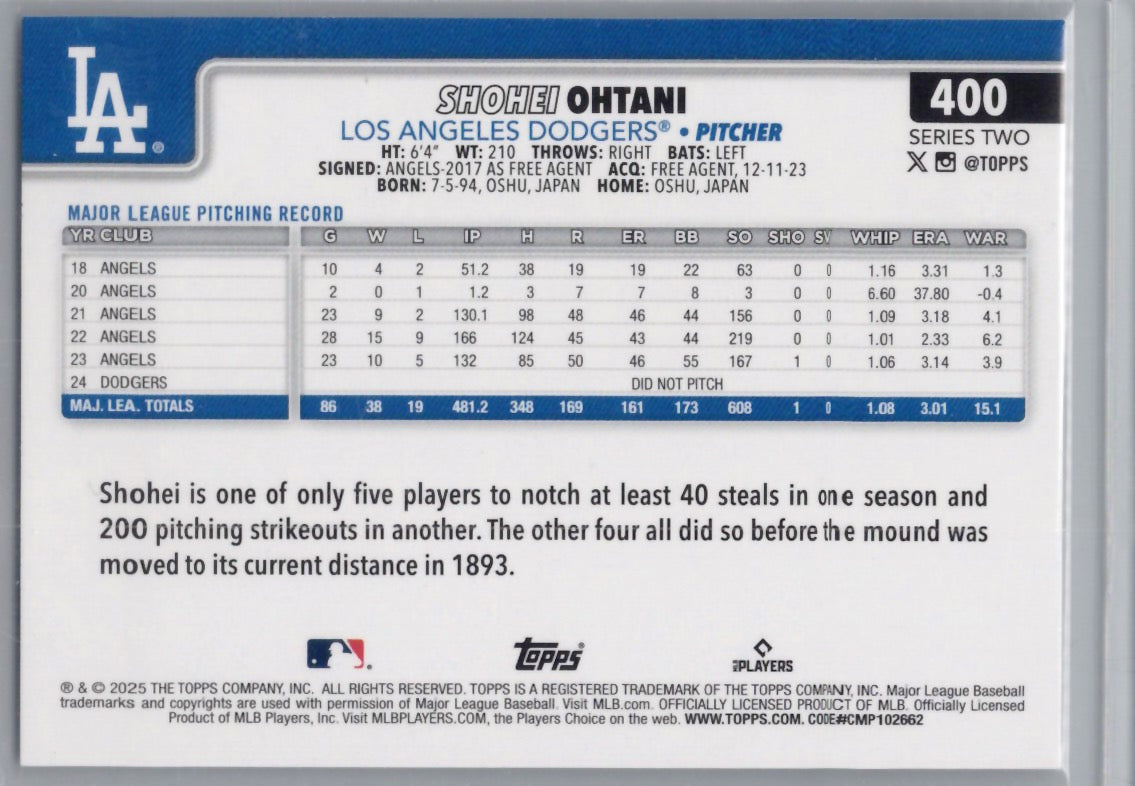 LA®
SHOHEI OHTANI
400
LOS ANGELES DODGERS® • PITCHER
SERIES TWO
HT: 6'4" WT: 210 THROWS: RIGHT BATS: LEFT
@TOPPS
SIGNED: ANGELS-2017 AS FREE AGENT ACQ: FREE AGENT, 12-11-23
BORN: 7-5-94, OSHU, JAPAN HOME: OSHU, JAPAN
MAJOR LEAGUE PITCHING RECORD
YR CLUB G W L IP H R ER BB SO SHO SV WHIP ERA WAR
18 ANGELS 10 4 2 51.2 38 19 19 22 63 0 0 1.16 3.31 1.3
20 ANGELS 2 0 1 1.2 3 7 7 8 3 0 0 6.60 37.80 -0.4
21 ANGELS 23 9 2 130.1 98 48 46 44 156 0 0 1.09 3.18 4.1
22 ANGELS 28 15 9 166 124 45 43 44 219 0 0 1.01 2.33 6.2
23 ANGELS 23 10 5 132 85 50 46 55 167 1 0 1.06 3.14 3.9
24 DODGERS DID NOT PITCH
MAJ. LEA. TOTALS 86 38 19 481.2 348 169 161 173 608 1 0 1.08 3.01 15.1
Shohei is one of only five players to notch at least 40 steals in one season and
200 pitching strikeouts in another. The other four all did so before the mound was
moved to its current distance in 1893.
Topps®
MLB PLAYERS
® & © 2025 THE TOPPS COMPANY, INC. ALL RIGHTS RESERVED. TOPPS IS A REGISTERED TRADEMARK OF THE TOPPS COMPANY, INC. Major League Baseball
trademarks and copyrights are used with permission of Major League Baseball. Visit MLB.com. OFFICIALLY LICENSED PRODUCT OF MLB. Officially Licensed
Product of MLB Players, Inc. Visit MLBPLAYERS.COM, the Players Choice on the web. WWW.TOPPS.COM. CODE#CMP102662